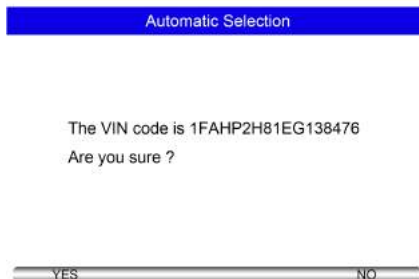 Automatic Selection
The VIN code is 1FAHP2H81EG138476
Are you sure ?
YES NO